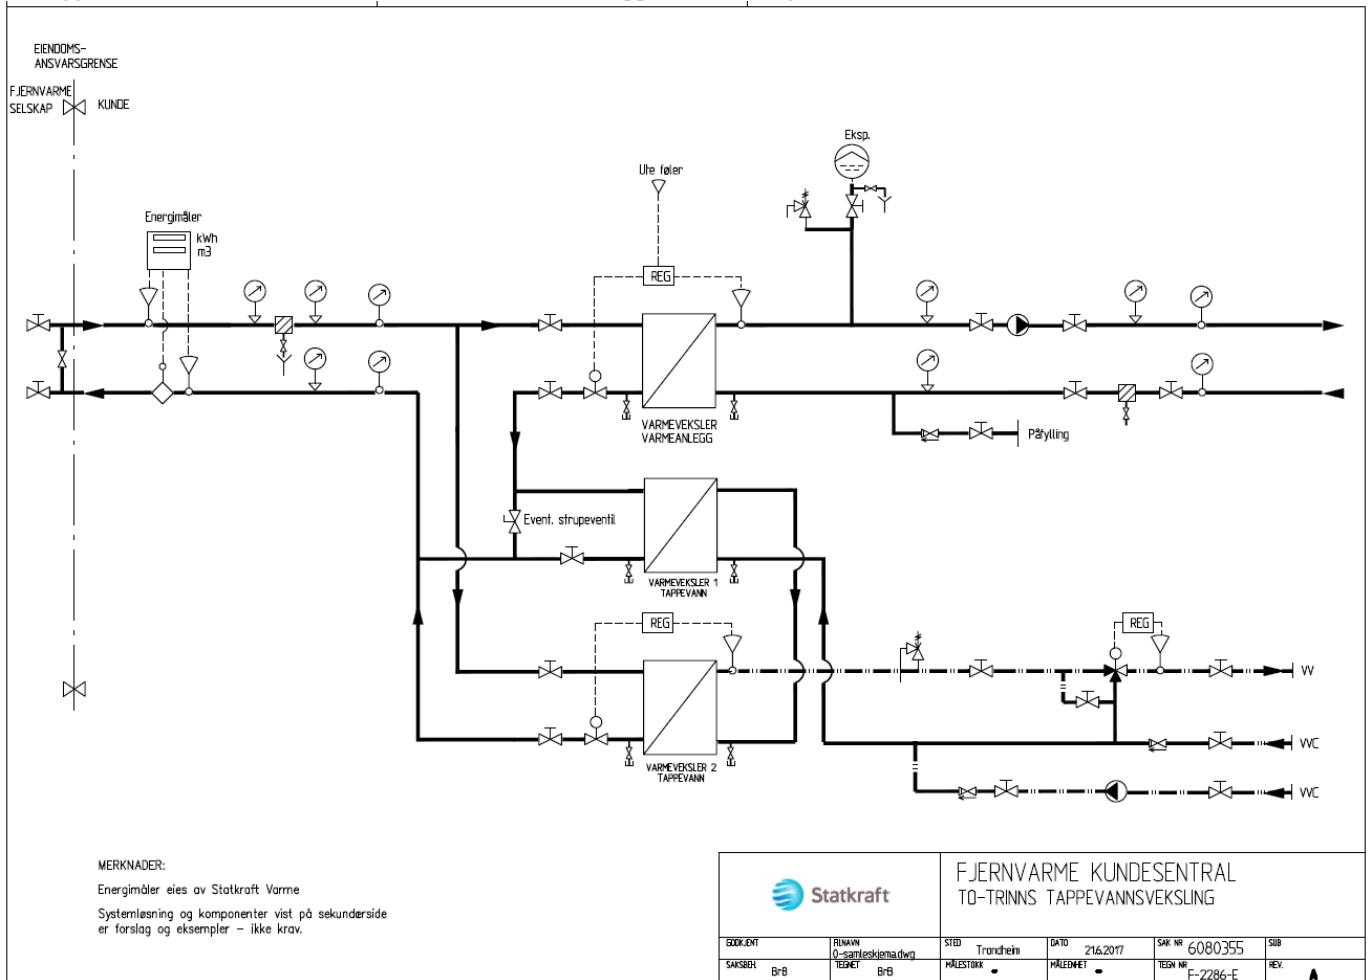 EIENDOMS-
ANSVARSGRENSE
FJERNVARME
SELSKAP
KUNDE
Energimåler
kWh
m3
Ute føler
REG
Eksp.
VARMEVEKSLER
VARMEANLEGG
Påfylling
Event. strupeventil
VARMEVEKSLER 1
TAPPEVANN
REG
REG
VV
VARMEVEKSLER 2
TAPPEVANN
VVC
VVC
MERKNADER:
Energimåler eies av Statkraft Varme
Systemløsning og komponenter vist på sekunderside
er forslag og eksempler - ikke krav.
Statkraft
FJERNVARME KUNDESENTRAL
TO-TRINNS TAPPEVANNSVEKSLING
GODKJENT
FILNAVN
0-samleskjema.dwg
STED
Trondheim
DATO
21.6.2017
SAK NR 6080355
SUB
SAKSBEH.
BrB
TEGNET
BrB
MÅLESTOKK
-
MÅLEENHET
-
TEGN NR
F-2286-E
REV.
A